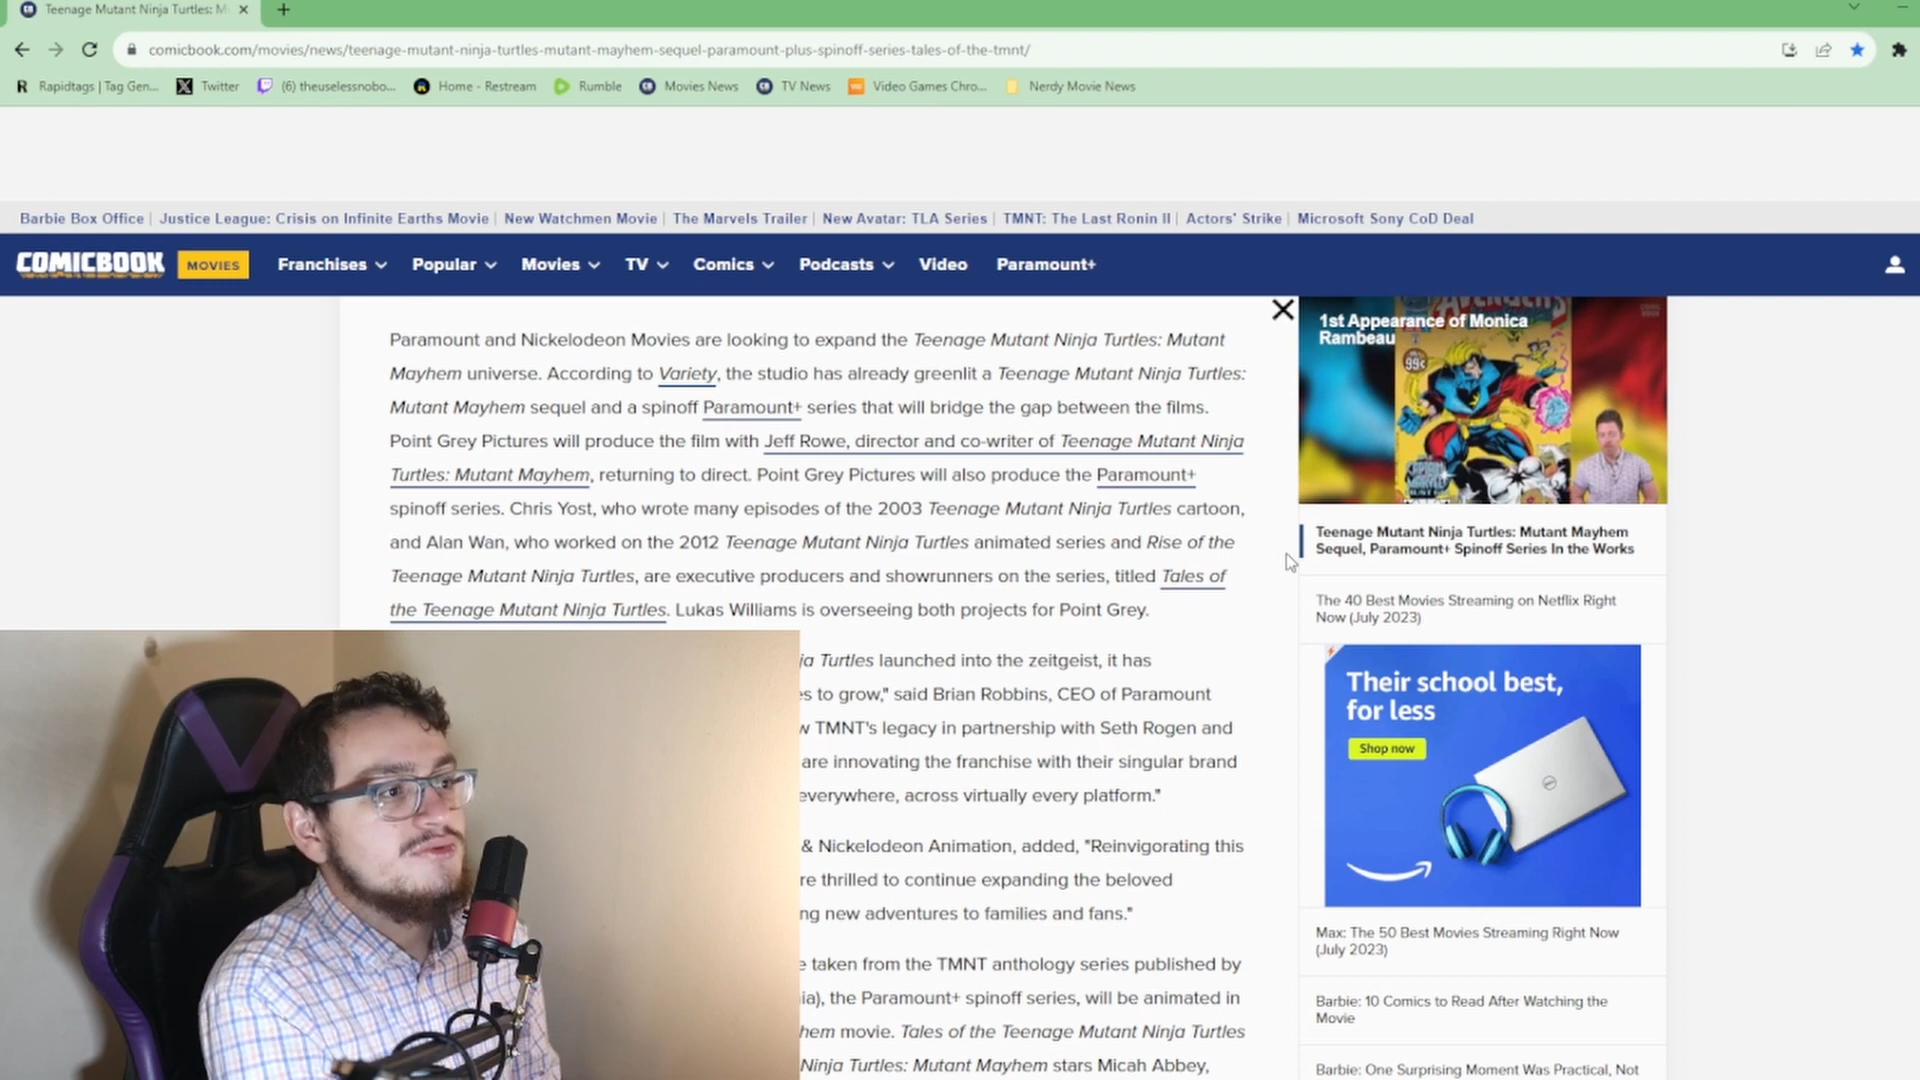 Teenage Mutant Ninja Turtles: M
comicbook.com/movies/news/teenage-mutant-ninja-turtles-mutant-mayhem-sequel-paramount-plus-spinoff-series-tales-of-the-tmnt/
Rapidtags | Tag Gen... Twitter (6) theuselessnobo... Home - Restream Rumble Movies News TV News Video Games Chro... Nerdy Movie News
Barbie Box Office | Justice League: Crisis on Infinite Earths Movie | New Watchmen Movie | The Marvels Trailer | New Avatar: TLA Series | TMNT: The Last Ronin II | Actors' Strike | Microsoft Sony CoD Deal
COMICBOOK MOVIES Franchises Popular Movies TV Comics Podcasts Video Paramount+
Paramount and Nickelodeon Movies are looking to expand the Teenage Mutant Ninja Turtles: Mutant
Mayhem universe. According to Variety, the studio has already greenlit a Teenage Mutant Ninja Turtles:
Mutant Mayhem sequel and a spinoff Paramount+ series that will bridge the gap between the films.
Point Grey Pictures will produce the film with Jeff Rowe, director and co-writer of Teenage Mutant Ninja
Turtles: Mutant Mayhem, returning to direct. Point Grey Pictures will also produce the Paramount+
spinoff series. Chris Yost, who wrote many episodes of the 2003 Teenage Mutant Ninja Turtles cartoon,
and Alan Wan, who worked on the 2012 Teenage Mutant Ninja Turtles animated series and Rise of the
Teenage Mutant Ninja Turtles, are executive producers and showrunners on the series, titled Tales of
the Teenage Mutant Ninja Turtles. Lukas Williams is overseeing both projects for Point Grey.
ja Turtles launched into the zeitgeist, it has
es to grow," said Brian Robbins, CEO of Paramount
w TMNT's legacy in partnership with Seth Rogen and
are innovating the franchise with their singular brand
everywhere, across virtually every platform."
& Nickelodeon Animation, added, "Reinvigorating this
re thrilled to continue expanding the beloved
ng new adventures to families and fans."
e taken from the TMNT anthology series published by
ia), the Paramount+ spinoff series, will be animated in
hem movie. Tales of the Teenage Mutant Ninja Turtles
Ninja Turtles: Mutant Mayhem stars Micah Abbey,
1st Appearance of Monica
Rambeau
AVENGERS
99¢
CAPTAIN
MARVEL
Teenage Mutant Ninja Turtles: Mutant Mayhem
Sequel, Paramount+ Spinoff Series In the Works
The 40 Best Movies Streaming on Netflix Right
Now (July 2023)
Their school best,
for less
Shop now
DELL
Max: The 50 Best Movies Streaming Right Now
(July 2023)
Barbie: 10 Comics to Read After Watching the
Movie
Barbie: One Surprising Moment Was Practical, Not